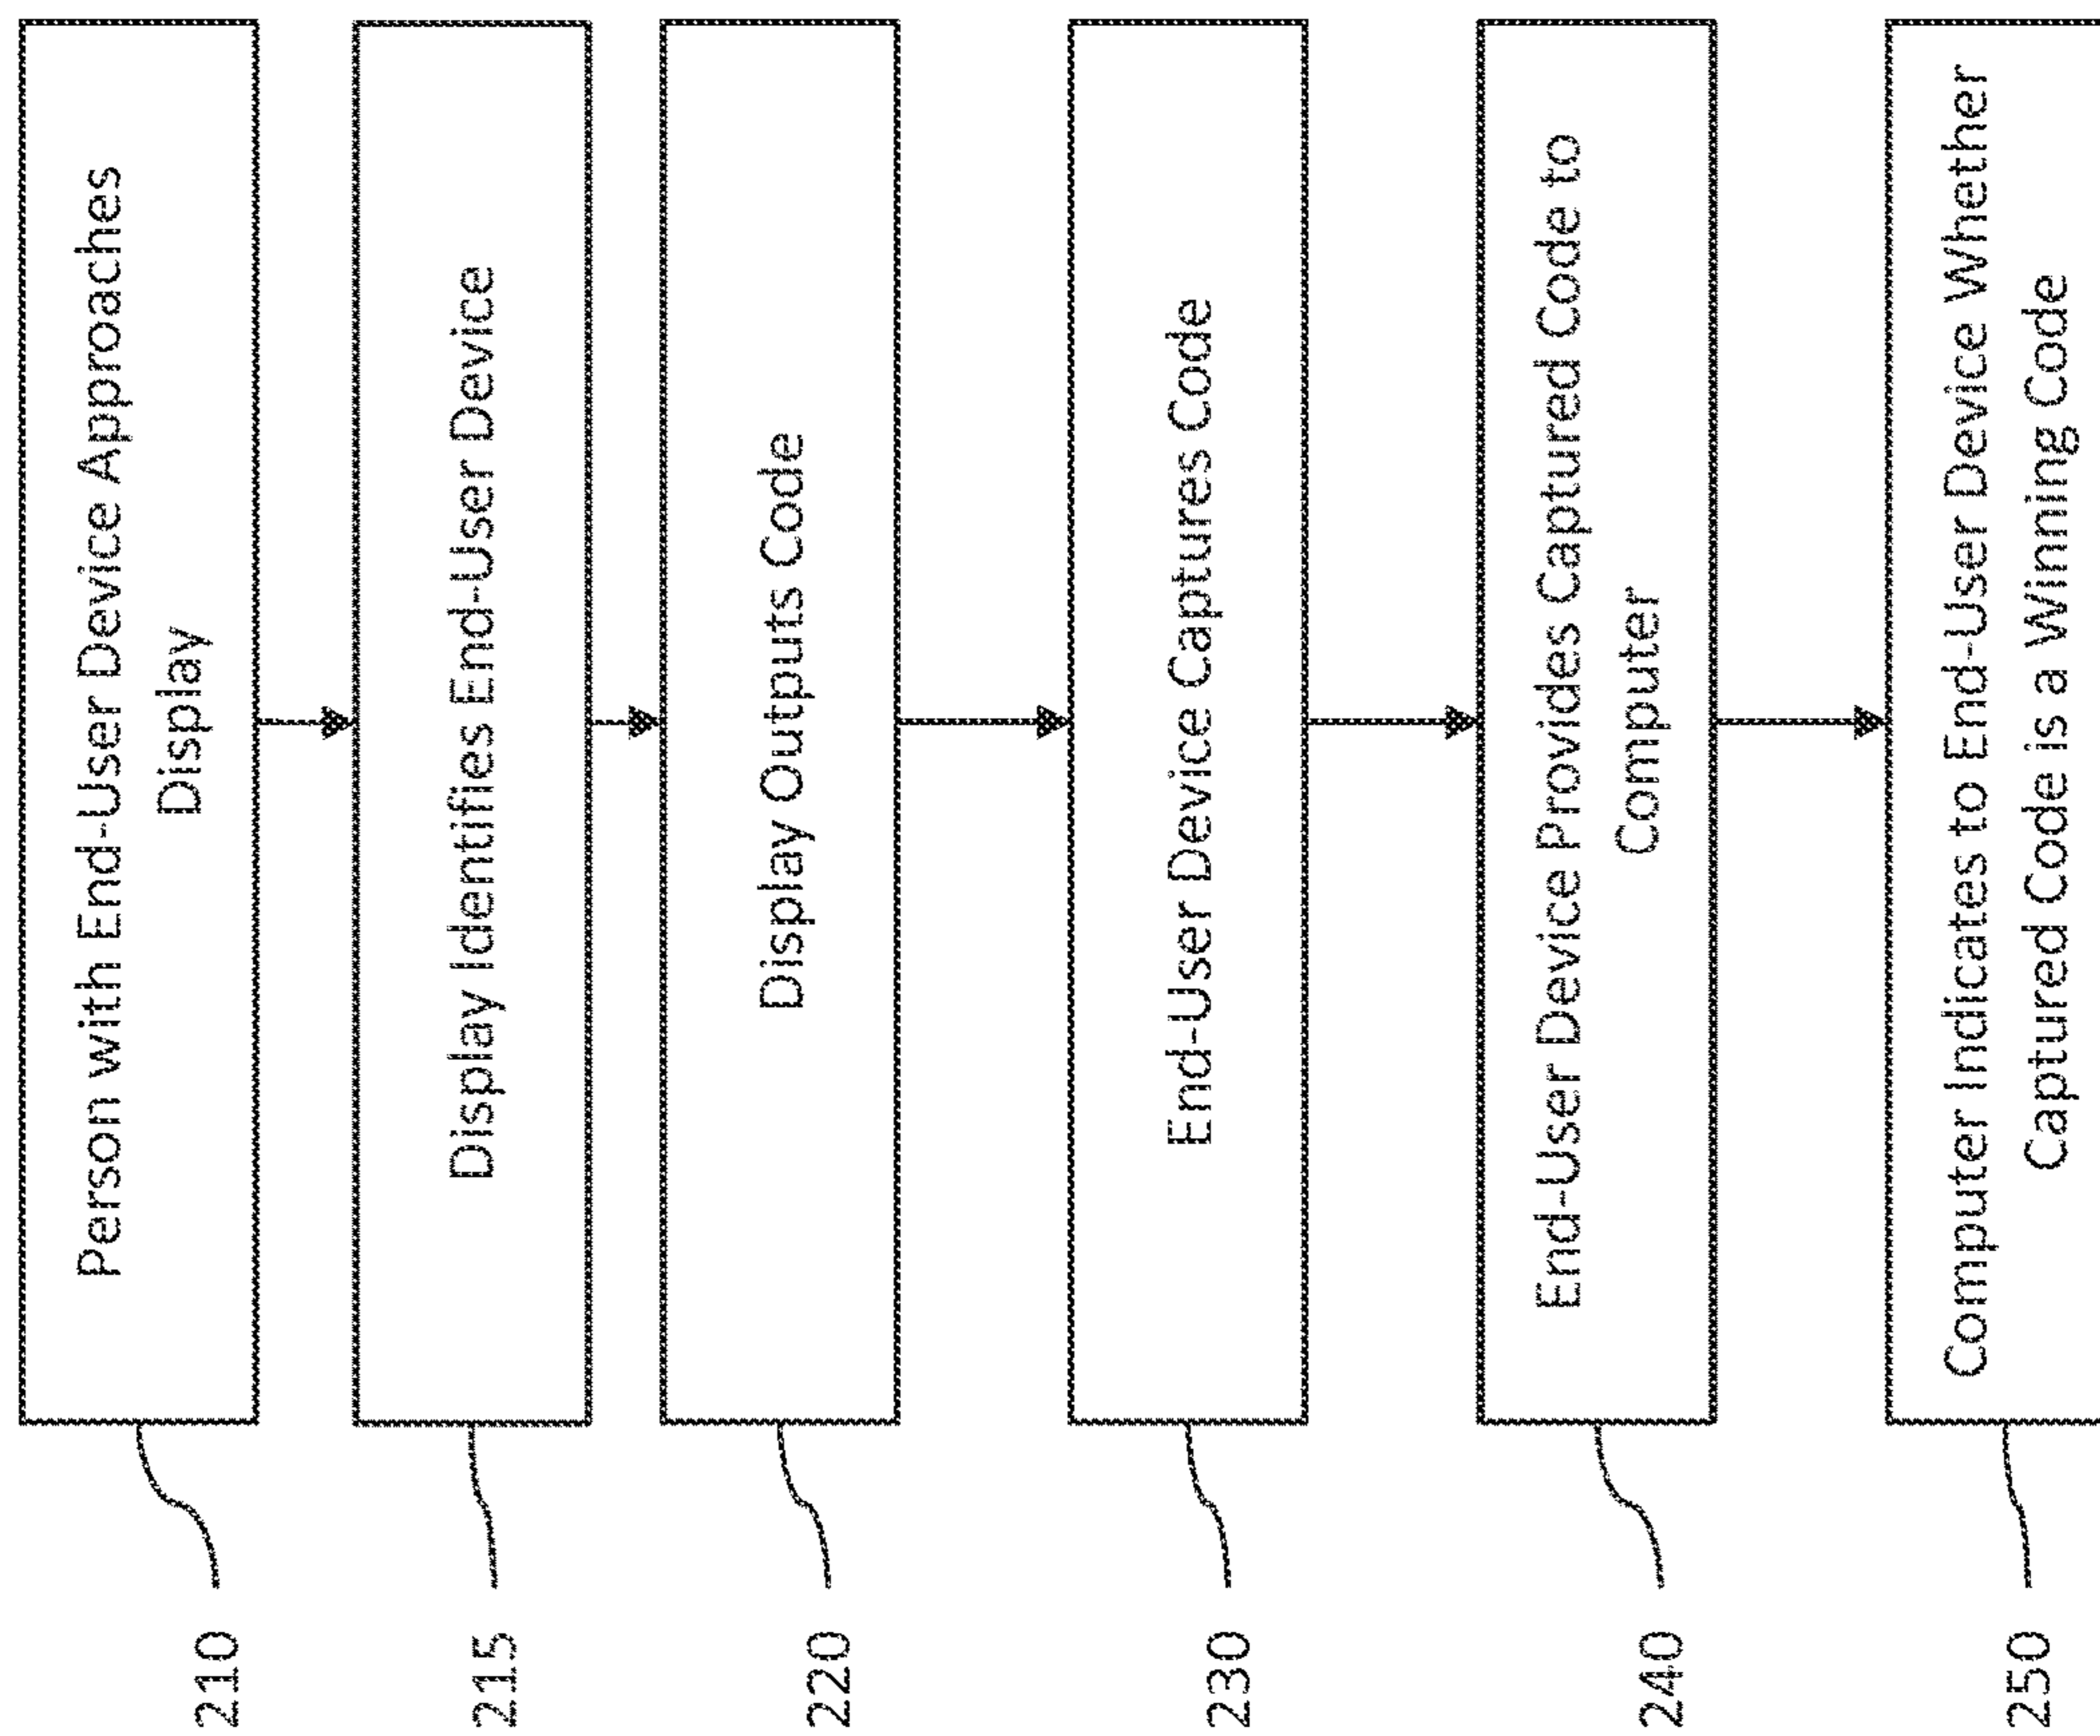 210
Person with End-User Device Approaches
Display
215
Display Identifies End-User Device
220
Display Outputs Code
230
End-User Device Captures Code
240
End-User Device Provides Captured Code to
Computer
250
Computer Indicates to End-User Device Whether
Captured Code is a Winning Code